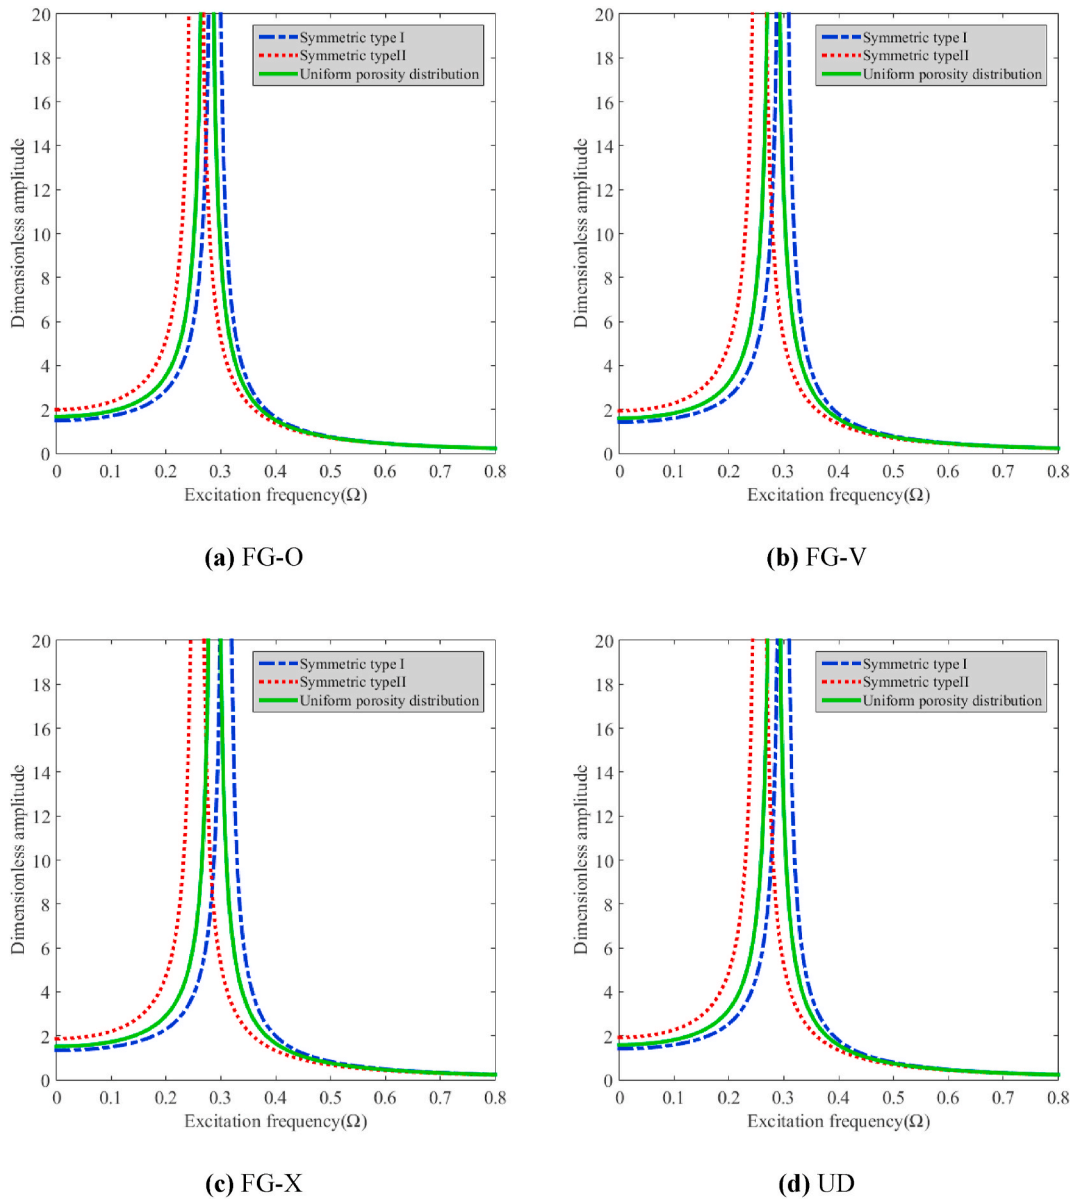 20
18
16
14
12
10
8
6
4
2
0
Dimensionless amplitude
Symmetric type I
Symmetric typeII
Uniform porosity distribution
0 0.1 0.2 0.3 0.4 0.5 0.6 0.7 0.8
Excitation frequency(Ω)
(a) FG-O
20
18
16
14
12
10
8
6
4
2
0
Dimensionless amplitude
Symmetric type I
Symmetric typeII
Uniform porosity distribution
0 0.1 0.2 0.3 0.4 0.5 0.6 0.7 0.8
Excitation frequency(Ω)
(b) FG-V
20
18
16
14
12
10
8
6
4
2
0
Dimensionless amplitude
Symmetric type I
Symmetric typeII
Uniform porosity distribution
0 0.1 0.2 0.3 0.4 0.5 0.6 0.7 0.8
Excitation frequency(Ω)
(c) FG-X
20
18
16
14
12
10
8
6
4
2
0
Dimensionless amplitude
Symmetric type I
Symmetric typeII
Uniform porosity distribution
0 0.1 0.2 0.3 0.4 0.5 0.6 0.7 0.8
Excitation frequency(Ω)
(d) UD